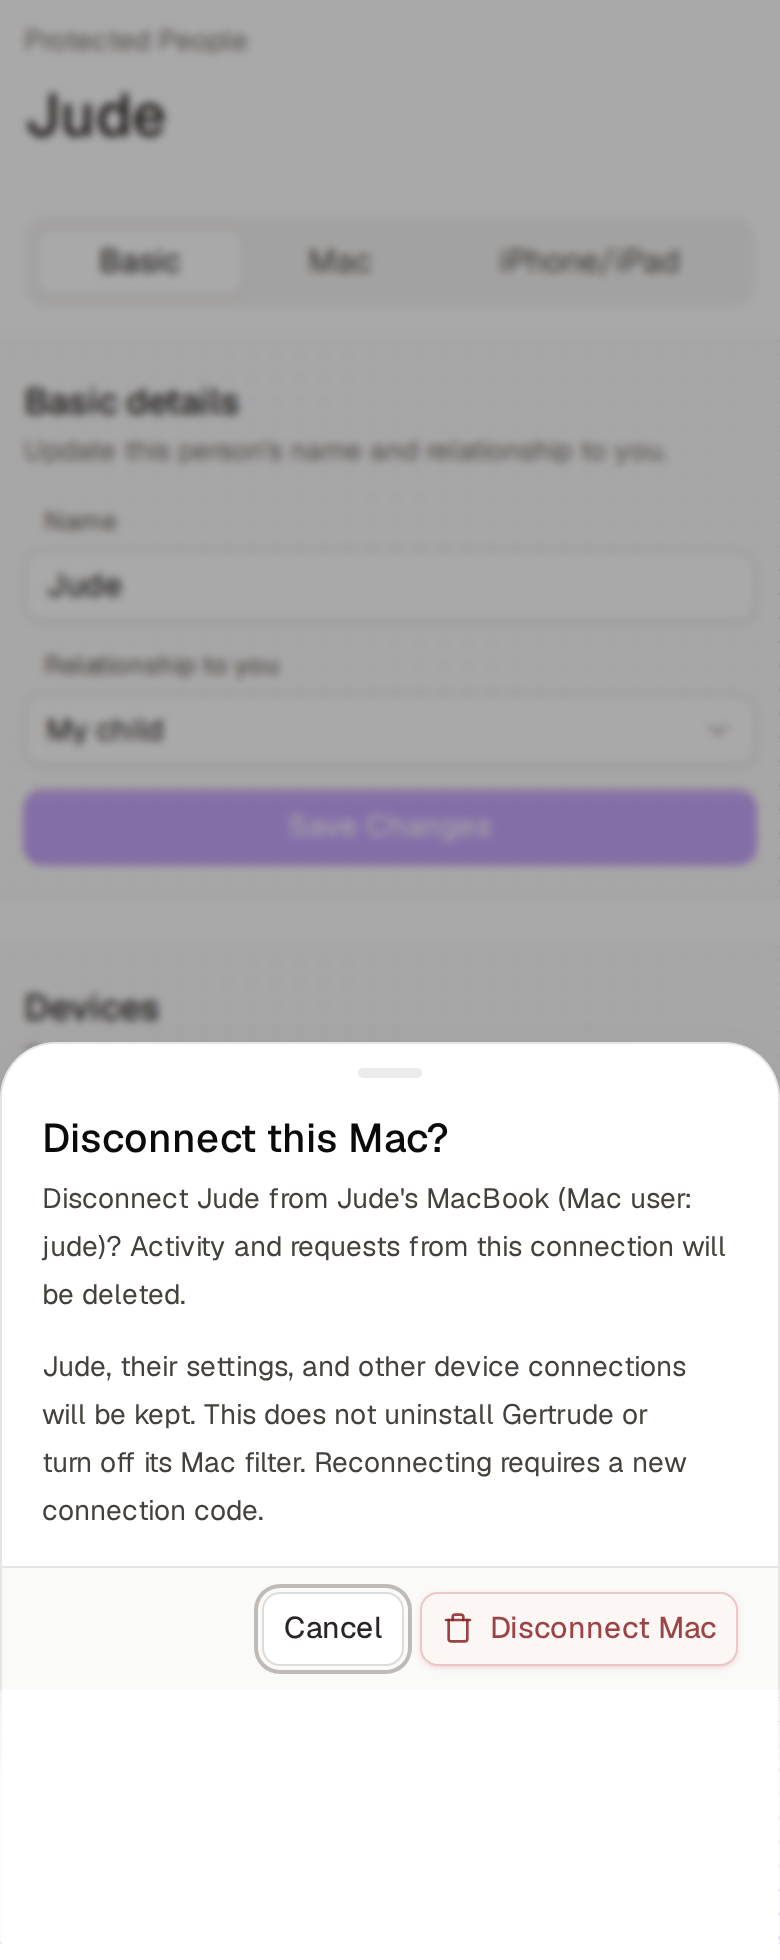 Protected People
Jude
Basic
Mac
iPhone/iPad
Basic details
Update this person's name and relationship to you.
Name
Jude
Relationship to you
My child
Save Changes
Devices
Disconnect this Mac?
Disconnect Jude from Jude's MacBook (Mac user:
jude)? Activity and requests from this connection will
be deleted.
Jude, their settings, and other device connections
will be kept. This does not uninstall Gertrude or
turn off its Mac filter. Reconnecting requires a new
connection code.
Cancel
Disconnect Mac